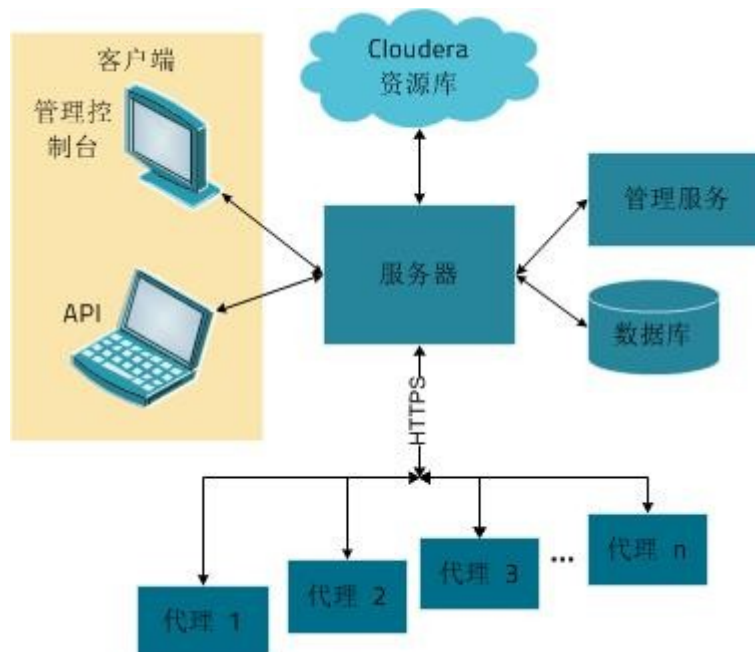 客户端
管理控
制台
API
Cloudera
资源库
服务器
管理服务
数据库
HTTPS
代理 1
代理 2
代理 3
...
代理 n